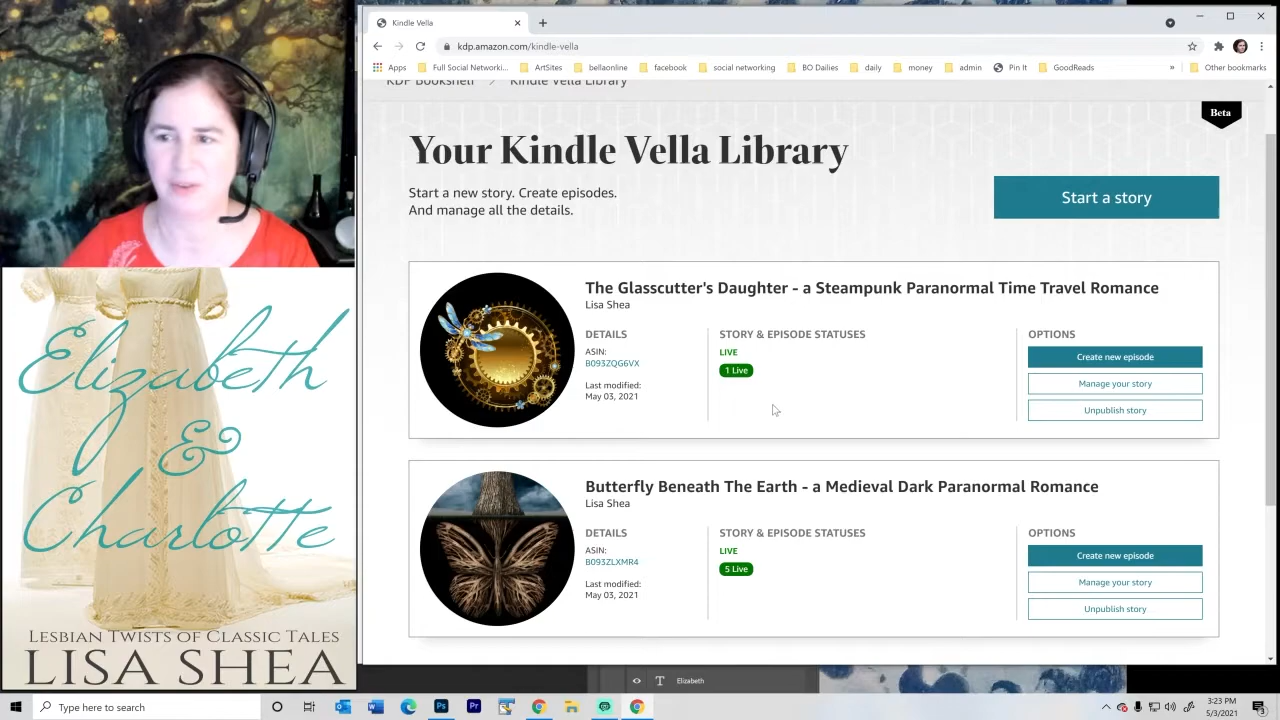 Kindle Vella
kdp.amazon.com/kindle-vella
Apps
Full Social Networki...
ArtSites
bellaonline
facebook
social networking
BO Dailies
daily
money
admin
Pin It
GoodReads
»
Other bookmarks
KDP Bookshelf > Kindle Vella Library
Beta
Your Kindle Vella Library
Start a new story. Create episodes.
And manage all the details.
Start a story
The Glasscutter's Daughter - a Steampunk Paranormal Time Travel Romance
Lisa Shea
DETAILS
ASIN:
B093ZQG6VX
Last modified:
May 03, 2021
STORY & EPISODE STATUSES
LIVE
1 Live
OPTIONS
Create new episode
Manage your story
Unpublish story
Butterfly Beneath The Earth - a Medieval Dark Paranormal Romance
Lisa Shea
DETAILS
ASIN:
B093ZLXMR4
Last modified:
May 03, 2021
STORY & EPISODE STATUSES
LIVE
5 Live
OPTIONS
Create new episode
Manage your story
Unpublish story
Elizabeth
&
Charlotte
Lesbian Twists of Classic Tales
LISA SHEA
T Elizabeth
Type here to search
3:23 PM
5/3/2021